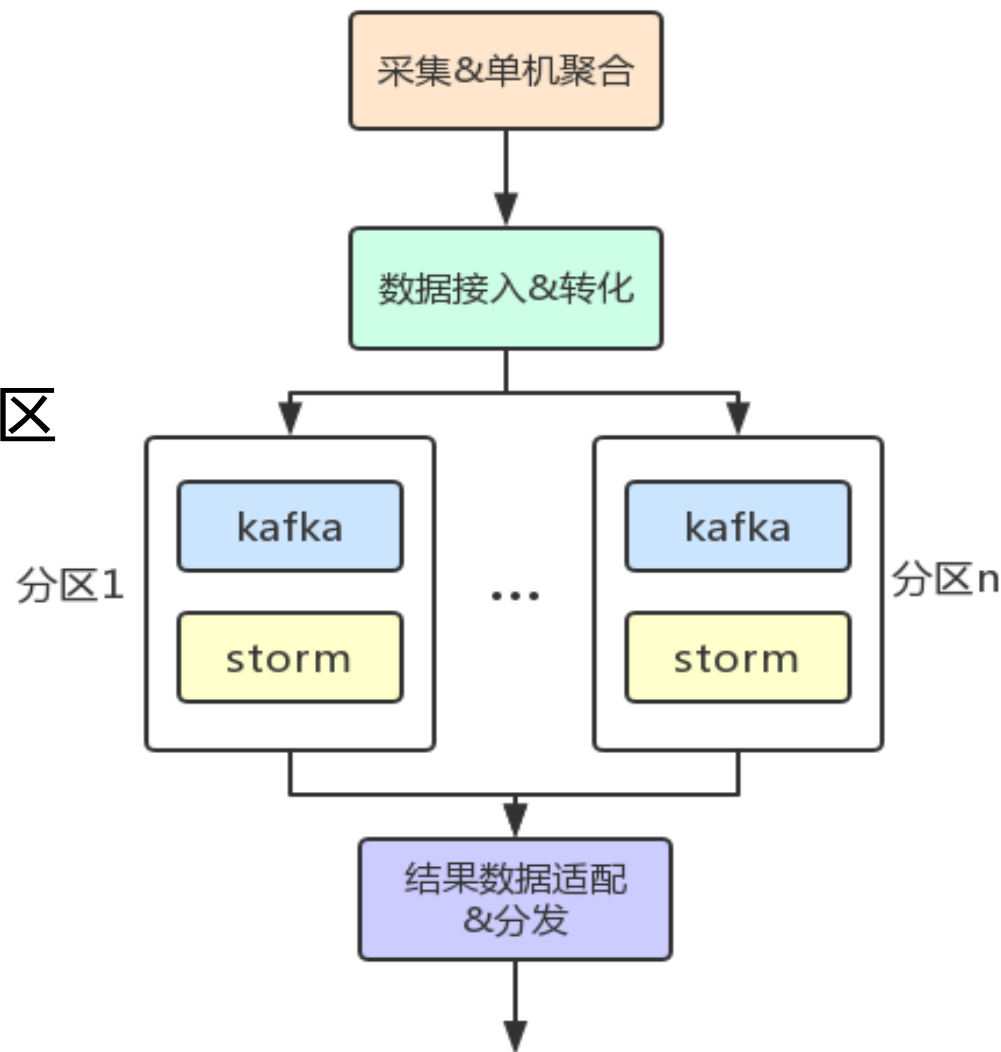 采集&单机聚合
数据接入&转化
区
kafka
kafka
分区1
...
分区n
storm
storm
结果数据适配
&分发